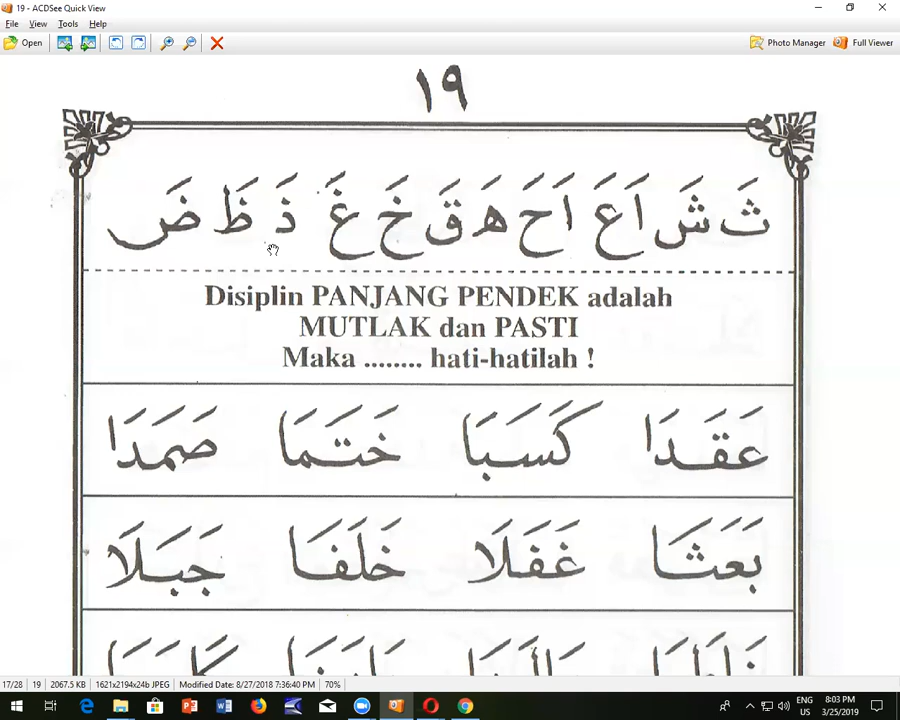 19 - ACDSee Quick View
File View Tools Help
Open Photo Manager Full Viewer
١٩
ثَ شَ اَعَ اَحَ هَ قَ خَ غَ ذَ ظَ ضَ
Disiplin PANJANG PENDEK adalah
MUTLAK dan PASTI
Maka ........ hati-hatilah !
عَقَدَا كَسَبَا خَتَمَا صَمَدَا
بَعَثَا غَفَلَا خَلَفَا جَبَلَا
17/28 19 2067.5 KB 1621x2194x24b JPEG Modified Date: 8/27/2018 7:36:40 PM 70%
ENG 8:03 PM
US 3/25/2019